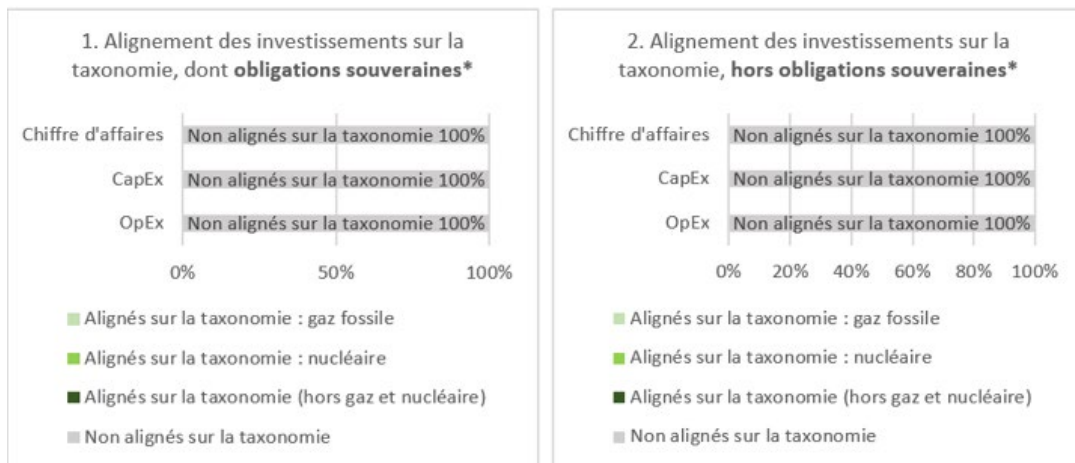 1. Alignement des investissements sur la
taxonomie, dont obligations souveraines*
Chiffre d'affaires
Non alignés sur la taxonomie 100%
CapEx
Non alignés sur la taxonomie 100%
OpEx
Non alignés sur la taxonomie 100%
0% 50% 100%
Alignés sur la taxonomie : gaz fossile
Alignés sur la taxonomie : nucléaire
Alignés sur la taxonomie (hors gaz et nucléaire)
Non alignés sur la taxonomie
2. Alignement des investissements sur la
taxonomie, hors obligations souveraines*
Chiffre d'affaires
Non alignés sur la taxonomie 100%
CapEx
Non alignés sur la taxonomie 100%
OpEx
Non alignés sur la taxonomie 100%
0% 20% 40% 60% 80% 100%
Alignés sur la taxonomie : gaz fossile
Alignés sur la taxonomie : nucléaire
Alignés sur la taxonomie (hors gaz et nucléaire)
Non alignés sur la taxonomie